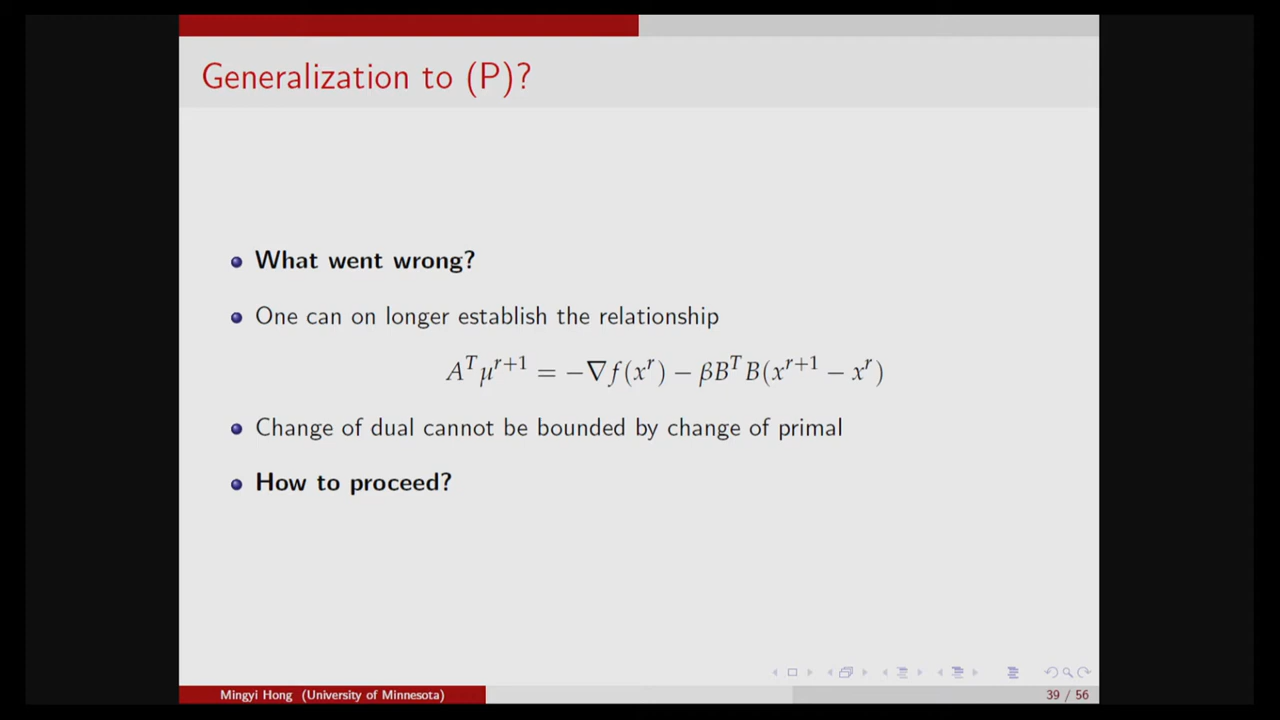 Generalization to (P)?
What went wrong?
One can on longer establish the relationship
A^T μ^{r+1} = −∇f(x^r) − βB^T B(x^{r+1} − x^r)
Change of dual cannot be bounded by change of primal
How to proceed?
Mingyi Hong (University of Minnesota)
39 / 56